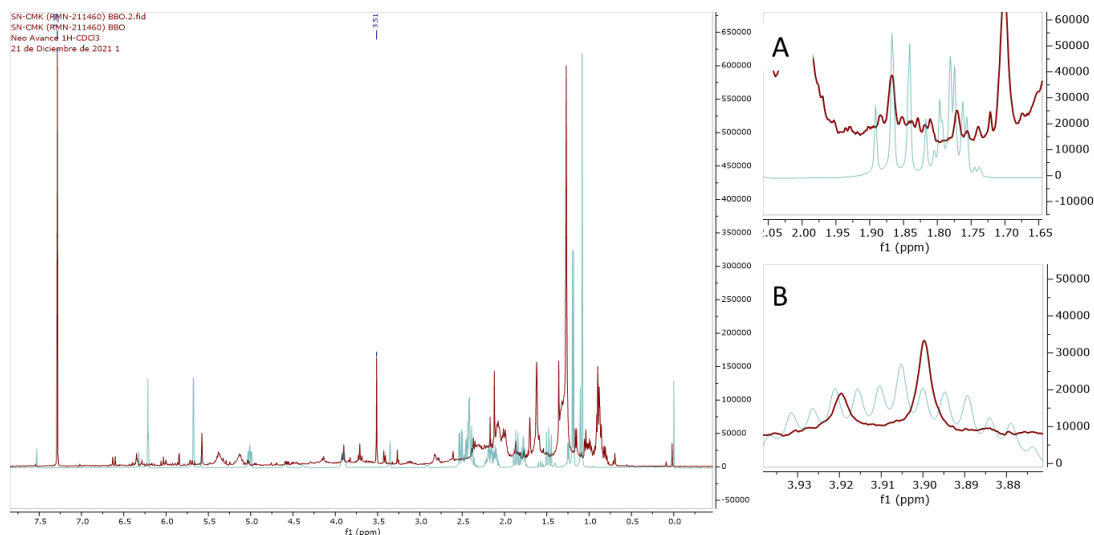 SN-CMK (RMN-211460) BBO.2.fid
SN-CMK (RMN-211460) BBO
Neo Avance 1H-CDCl3
21 de Diciembre de 2021 1
3.51
650000
600000
550000
500000
450000
400000
350000
300000
250000
200000
150000
100000
50000
0
-50000
7.5 7.0 6.5 6.0 5.5 5.0 4.5 4.0 3.5 3.0 2.5 2.0 1.5 1.0 0.5 0.0
f1 (ppm)
A
60000
50000
40000
30000
20000
10000
0
-10000
.05 2.00 1.95 1.90 1.85 1.80 1.75 1.70 1.65
f1 (ppm)
B
50000
40000
30000
20000
10000
0
3.93 3.92 3.91 3.90 3.89 3.88
f1 (ppm)